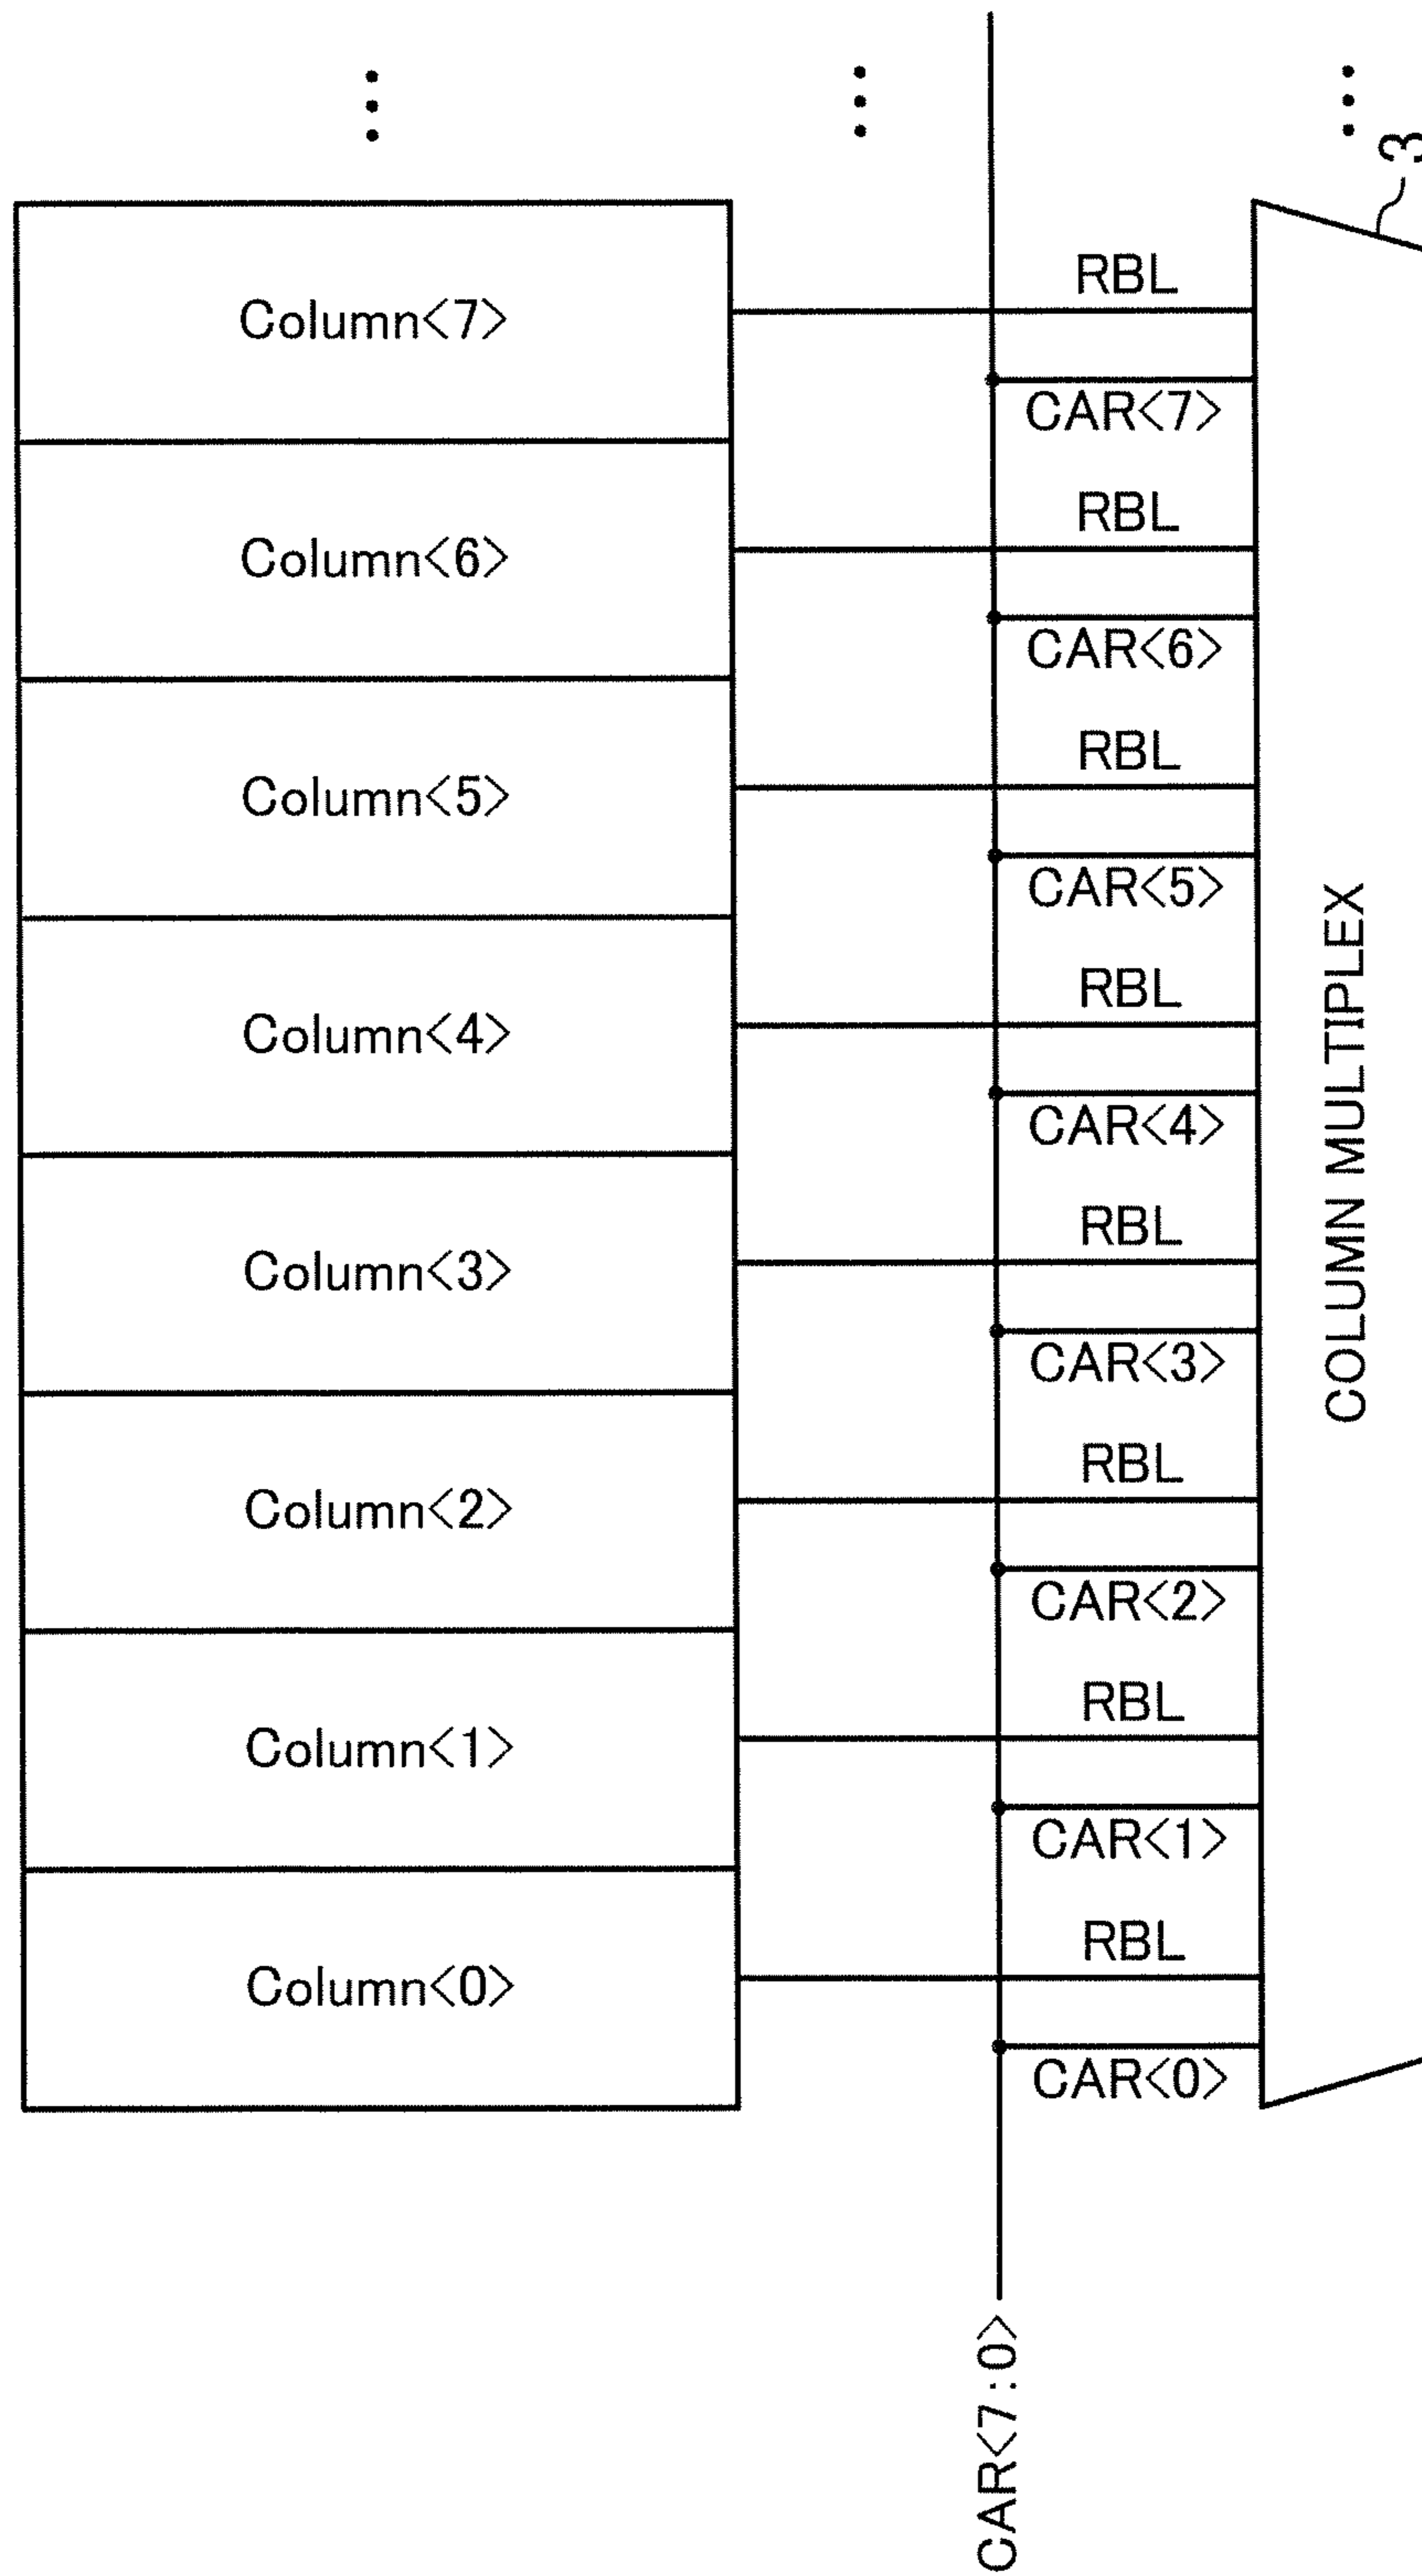 3
RBL
Column<7>
CAR<7>
RBL
Column<6>
CAR<6>
RBL
Column<5>
CAR<5>
RBL
Column<4>
CAR<4>
RBL
Column<3>
CAR<3>
RBL
Column<2>
CAR<2>
RBL
Column<1>
CAR<1>
RBL
Column<0>
CAR<0>
COLUMN MULTIPLEX
CAR<7:0>